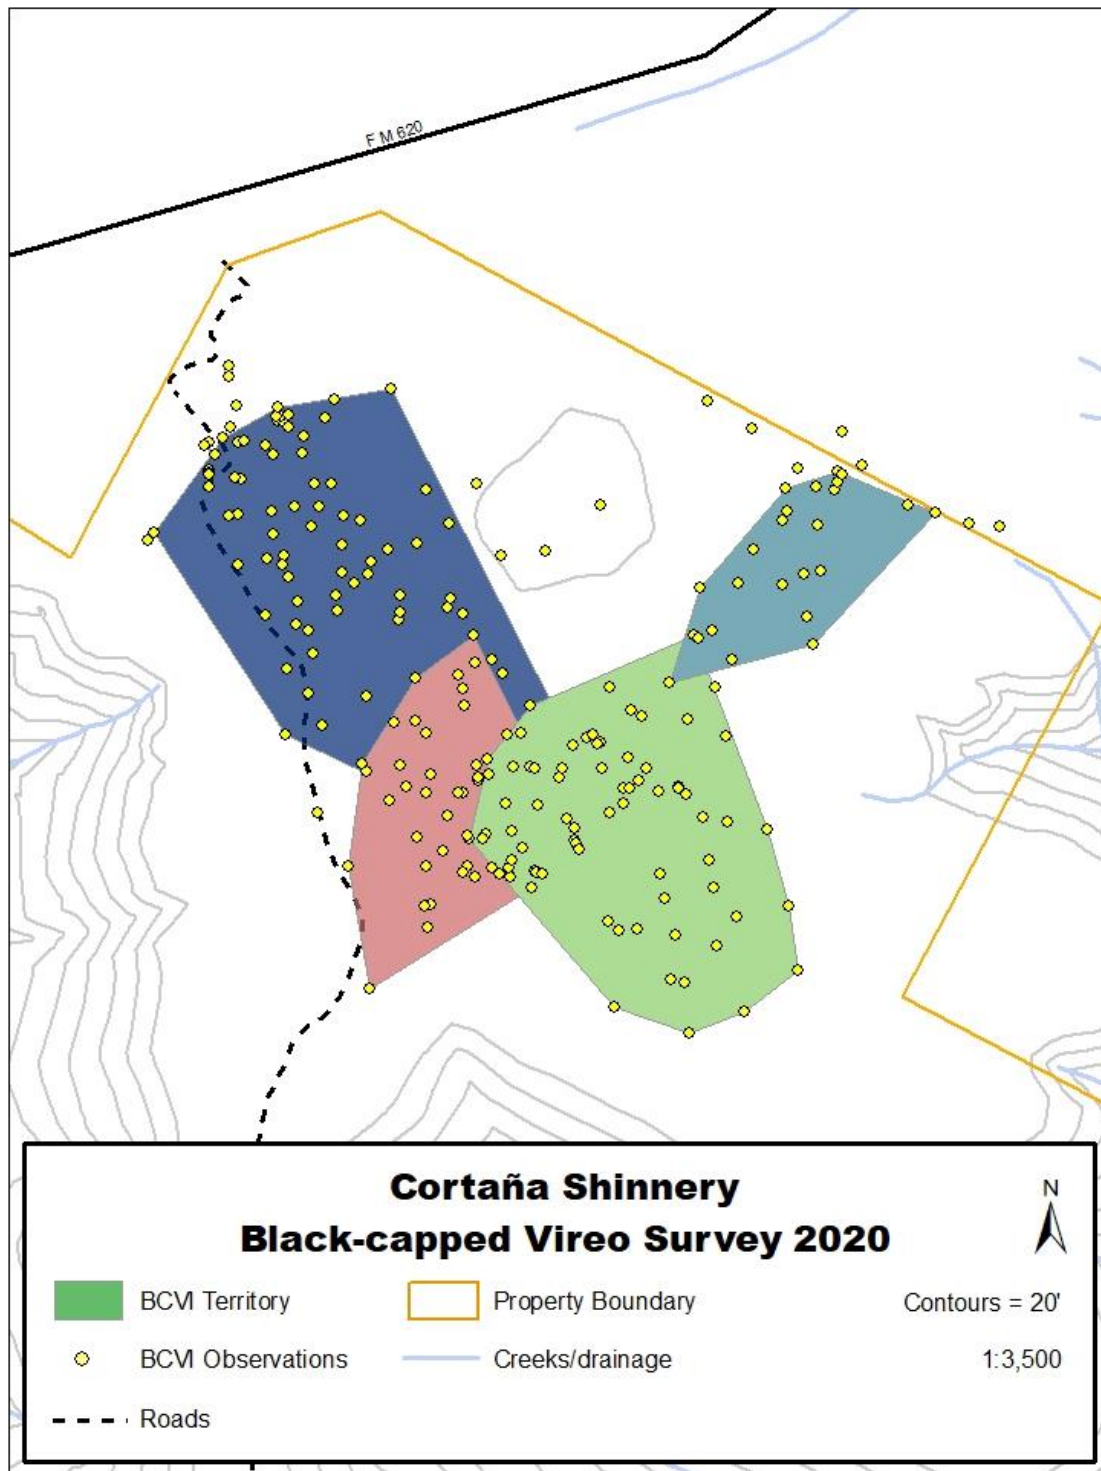 F M 620
Cortaña Shinnery
Black-capped Vireo Survey 2020
N
BCVI Territory
Property Boundary
Contours = 20'
BCVI Observations
Creeks/drainage
1:3,500
Roads